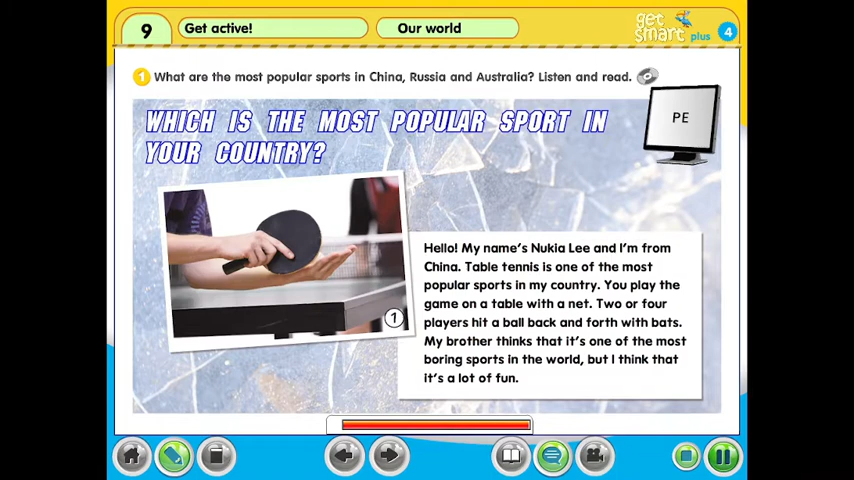 9
Get active!
Our world
get
smart plus 4
1 What are the most popular sports in China, Russia and Australia? Listen and read.
PE
WHICH IS THE MOST POPULAR SPORT IN
YOUR COUNTRY?
Hello! My name's Nukia Lee and I'm from
China. Table tennis is one of the most
popular sports in my country. You play the
game on a table with a net. Two or four
players hit a ball back and forth with bats.
My brother thinks that it's one of the most
boring sports in the world, but I think that
it's a lot of fun.
1